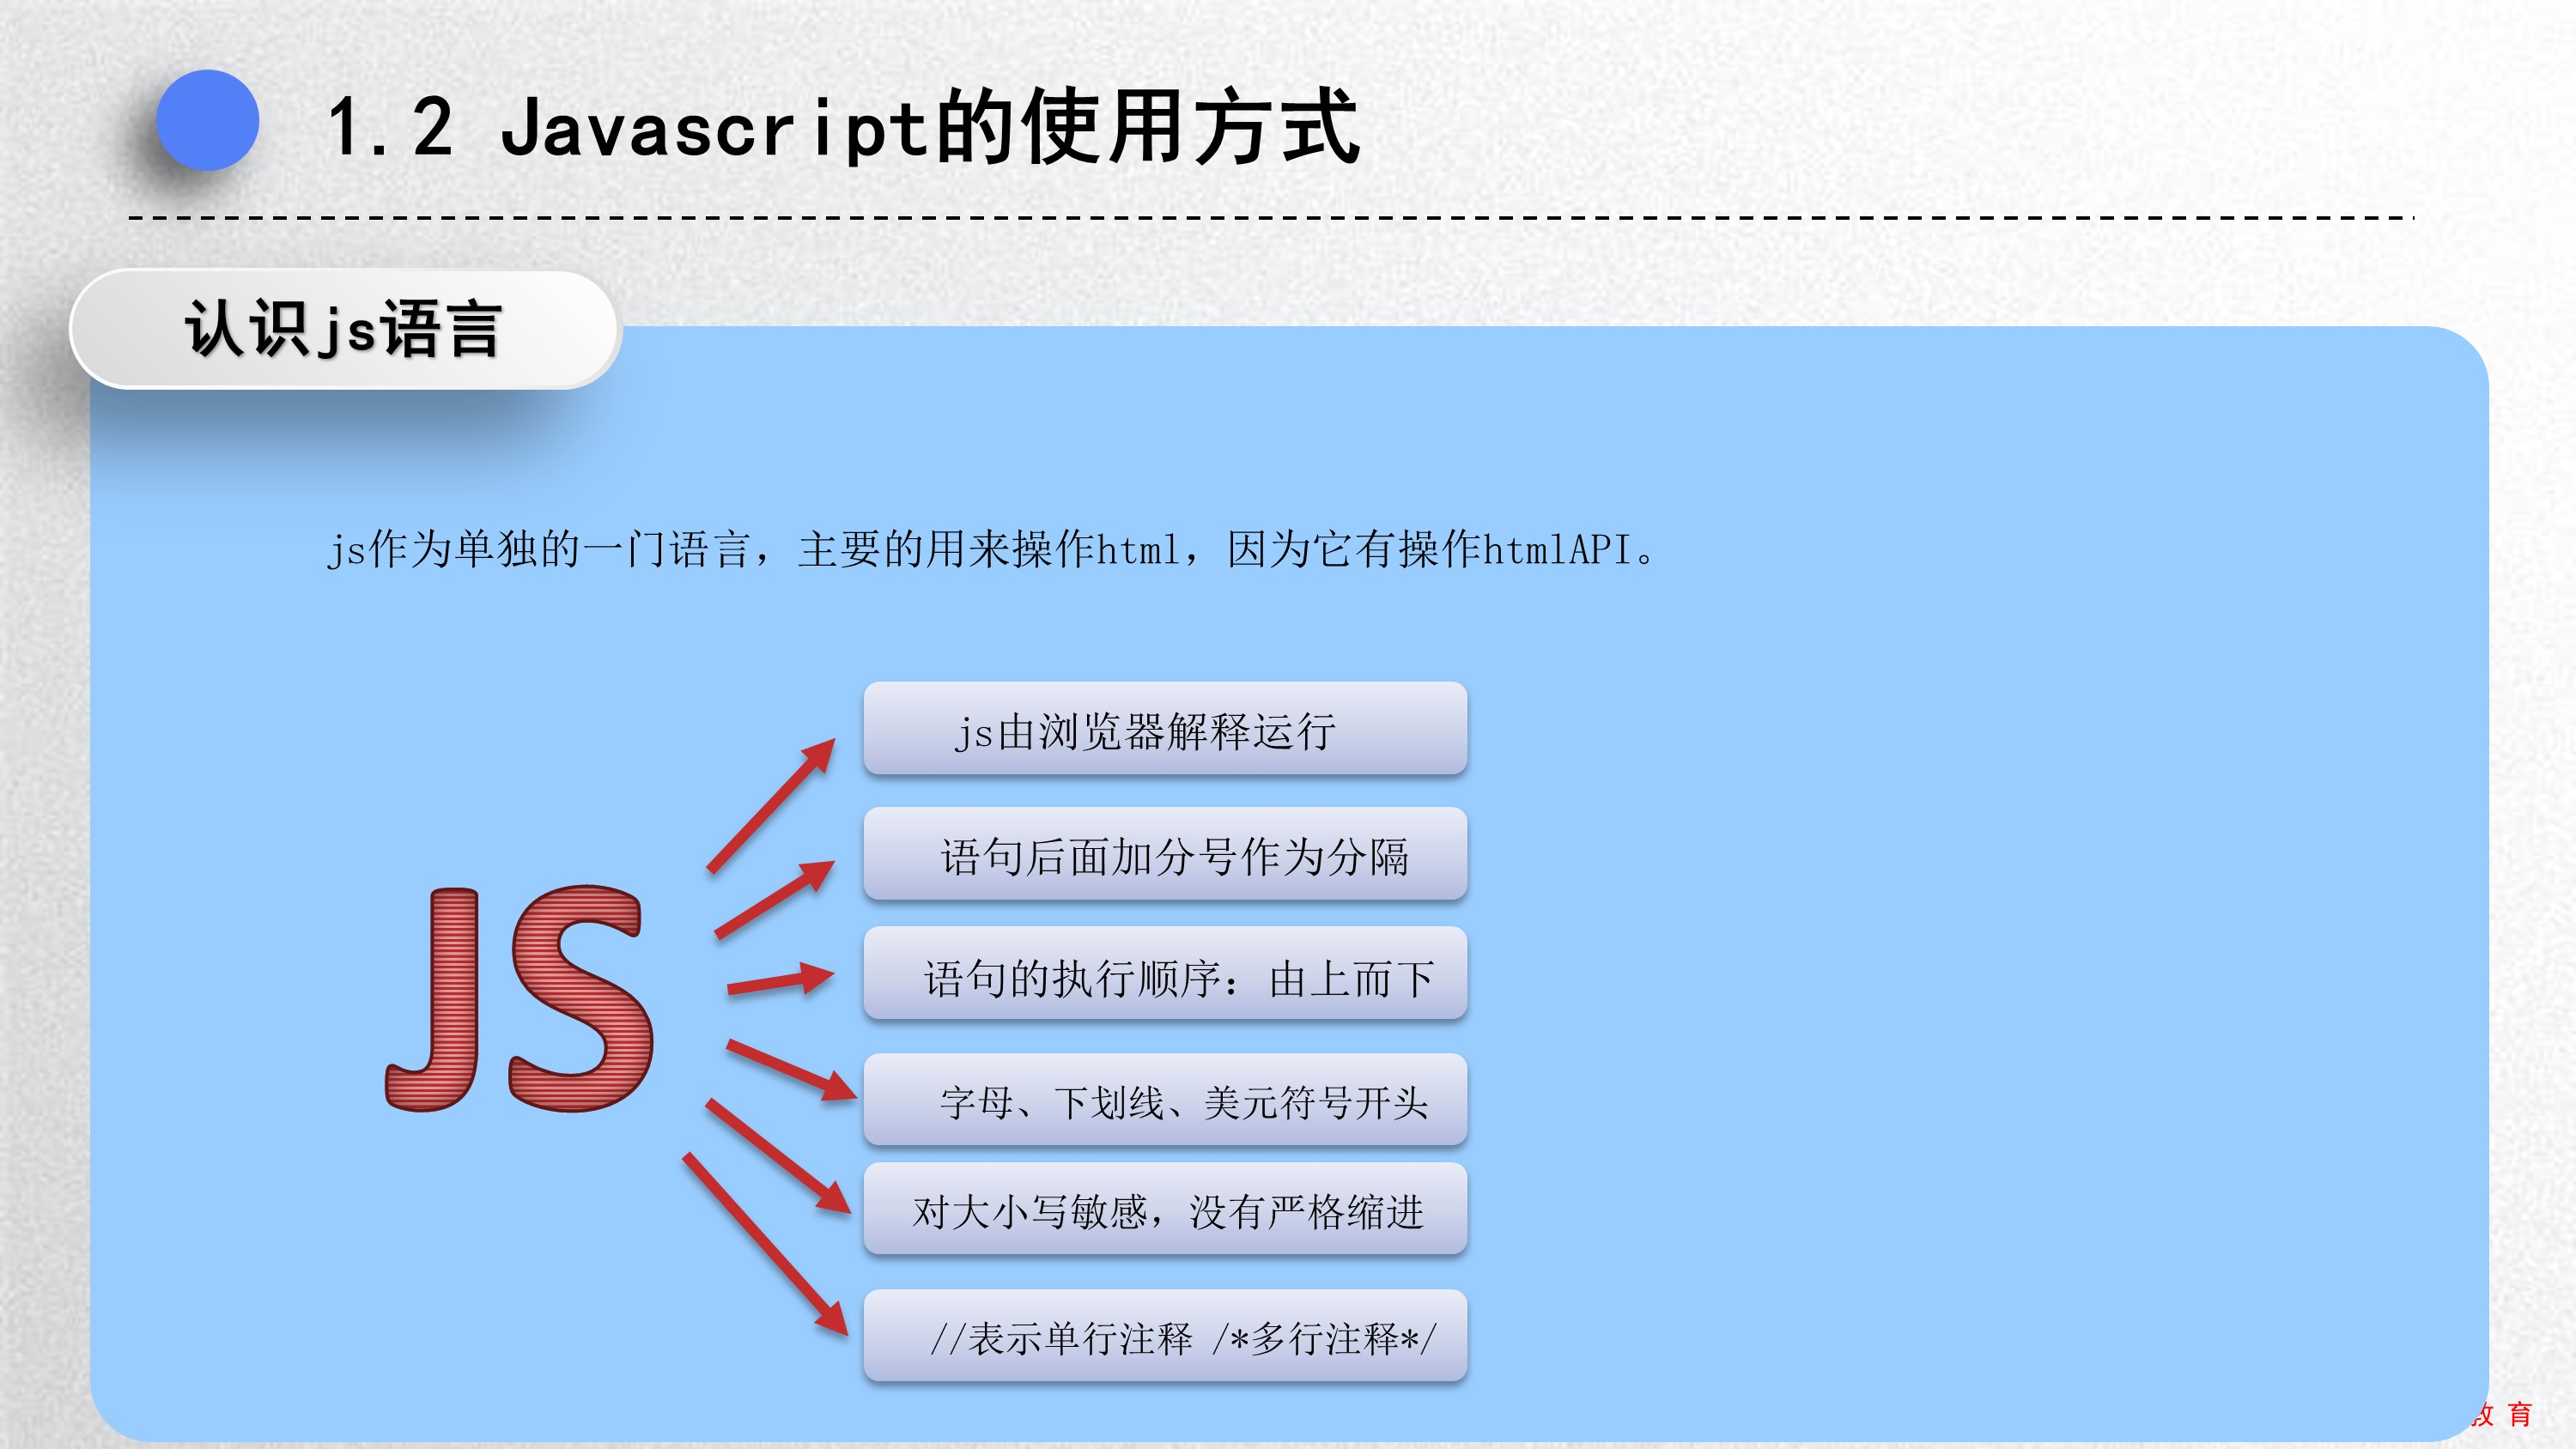 1.2 Javascript的使用方式
认识js语言
js作为单独的一门语言，主要的用来操作html，因为它有操作htmlAPI。
js由浏览器解释运行
语句后面加分号作为分隔
JS
语句的执行顺序：由上而下
字母、下划线、美元符号开头
对大小写敏感，没有严格缩进
//表示单行注释 /*多行注释*/
教 育